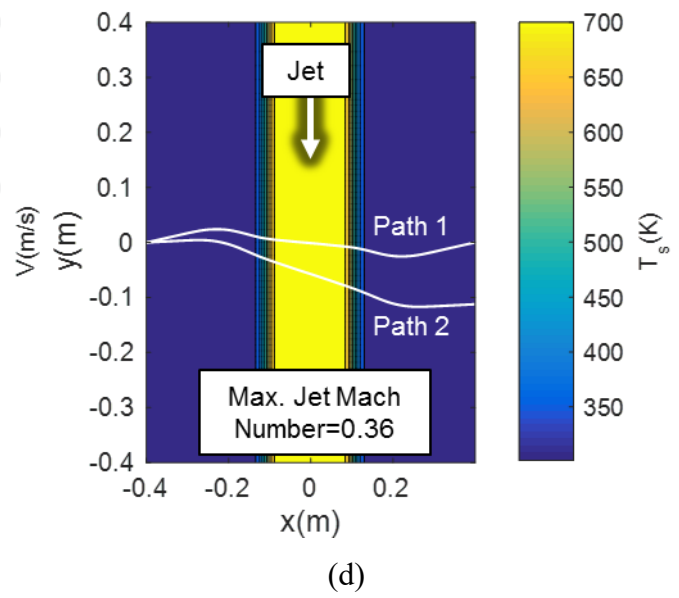 0.4
0.3
0.2
0.1
0
-0.1
-0.2
-0.3
-0.4
V(m/s)
y(m)
Jet
Path 1
Path 2
Max. Jet Mach
Number=0.36
-0.4
-0.2
0
0.2
x(m)
700
650
600
550
500
450
400
350
T_s(K)
(d)